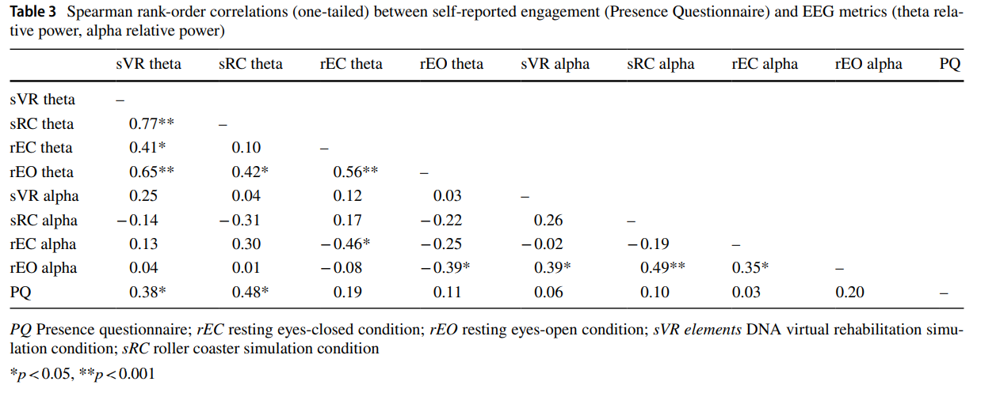 Table 3 Spearman rank-order correlations (one-tailed) between self-reported engagement (Presence Questionnaire) and EEG metrics (theta rela-
tive power, alpha relative power)
sVR theta sRC theta rEC theta rEO theta sVR alpha sRC alpha rEC alpha rEO alpha PQ
sVR theta –
sRC theta 0.77** –
rEC theta 0.41* 0.10 –
rEO theta 0.65** 0.42* 0.56** –
sVR alpha 0.25 0.04 0.12 0.03 –
sRC alpha −0.14 −0.31 0.17 −0.22 0.26 –
rEC alpha 0.13 0.30 −0.46* −0.25 −0.02 −0.19 –
rEO alpha 0.04 0.01 −0.08 −0.39* 0.39* 0.49** 0.35* –
PQ 0.38* 0.48* 0.19 0.11 0.06 0.10 0.03 0.20 –
PQ Presence questionnaire; rEC resting eyes-closed condition; rEO resting eyes-open condition; sVR elements DNA virtual rehabilitation simu-
lation condition; sRC roller coaster simulation condition
*p<0.05, **p<0.001